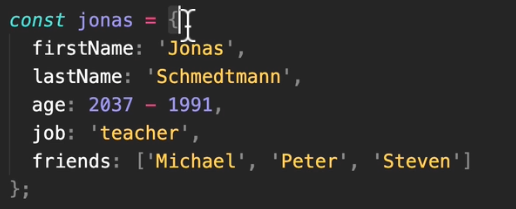 const jonas = {
  firstName: 'Jonas',
  lastName: 'Schmedtmann',
  age: 2037 - 1991,
  job: 'teacher',
  friends: ['Michael', 'Peter', 'Steven']
};